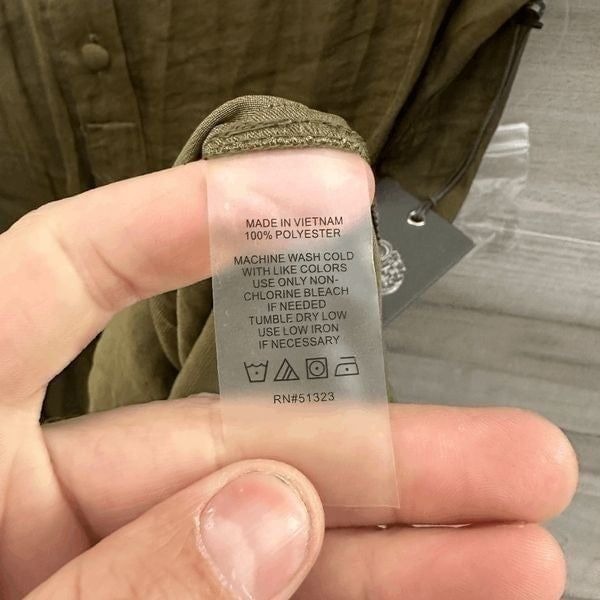 MADE IN VIETNAM
100% POLYESTER
MACHINE WASH COLD
WITH LIKE COLORS
USE ONLY NON-
CHLORINE BLEACH
IF NEEDED
TUMBLE DRY LOW
USE LOW IRON
IF NECESSARY
RN#51323